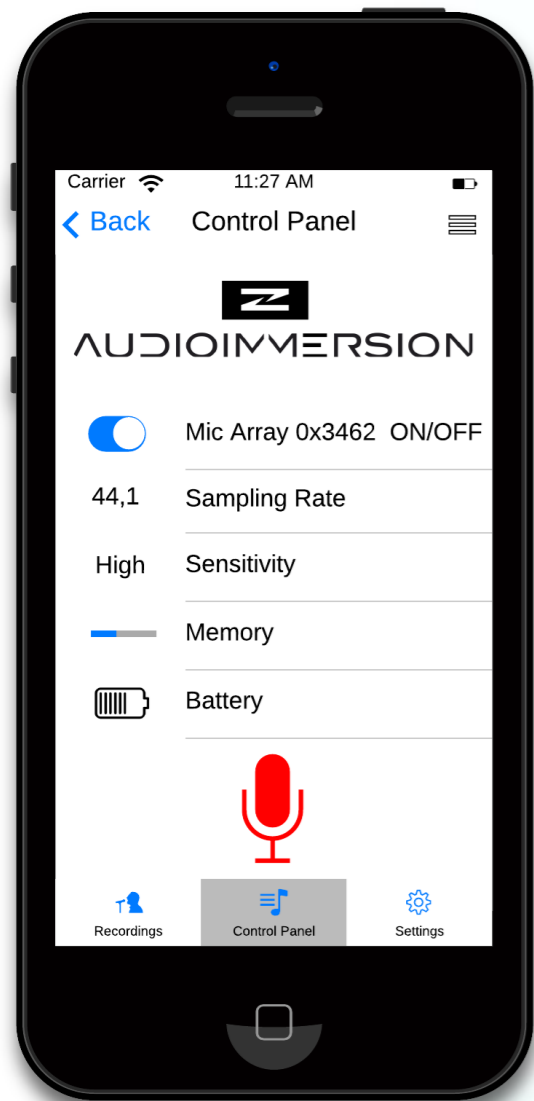 Carrier 11:27 AM
Back Control Panel
AUDIOIMMERSION
Mic Array 0x3462 ON/OFF
44,1 Sampling Rate
High Sensitivity
Memory
Battery
Recordings Control Panel Settings